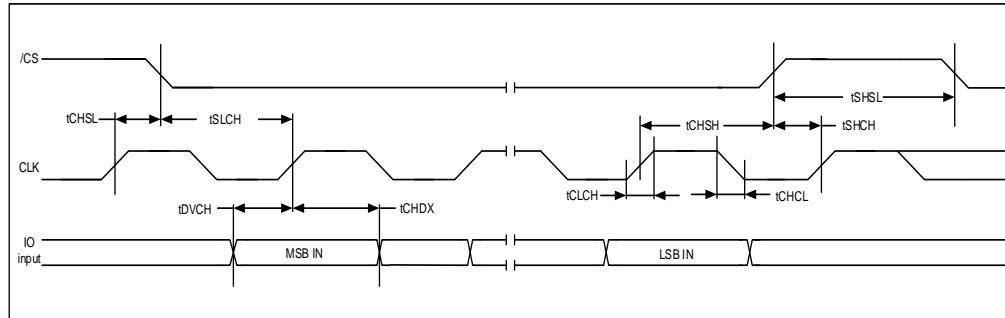 /CS
tSHSL
tCHSL
tSLCH
tCHSH
tSHCH
CLK
tCLCH
tCHCL
tDVCH
tCHDX
IO
input
MSB IN
LSB IN